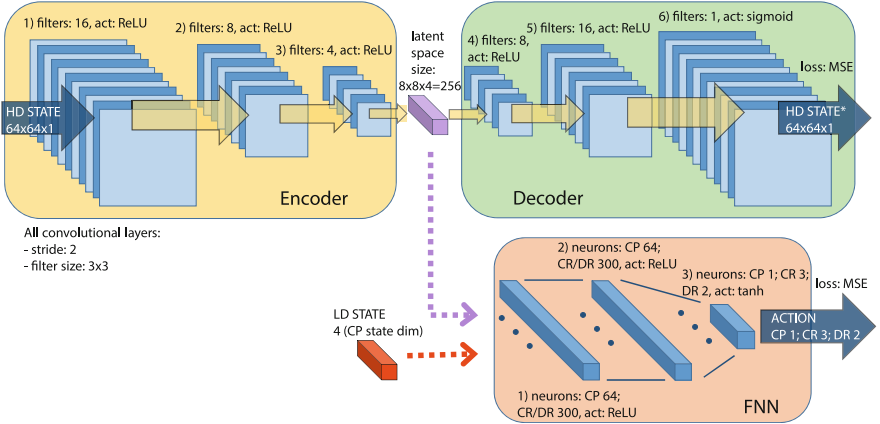 1) filters: 16, act: ReLU
2) filters: 8, act: ReLU
3) filters: 4, act: ReLU
HD STATE
64x64x1
Encoder
latent
space
size:
8x8x4=256
4) filters: 8,
act: ReLU
5) filters: 16,
act: ReLU
6) filters: 1, act: sigmoid
loss: MSE
HD STATE*
64x64x1
Decoder
All convolutional layers:
- stride: 2
- filter size: 3x3
LD STATE
4 (CP state dim)
2) neurons: CP 64;
CR/DR 300, act: ReLU
3) neurons: CP 1; CR 3;
DR 2, act: tanh
loss: MSE
ACTION
CP 1; CR 3; DR 2
1) neurons: CP 64;
CR/DR 300, act: ReLU
FNN